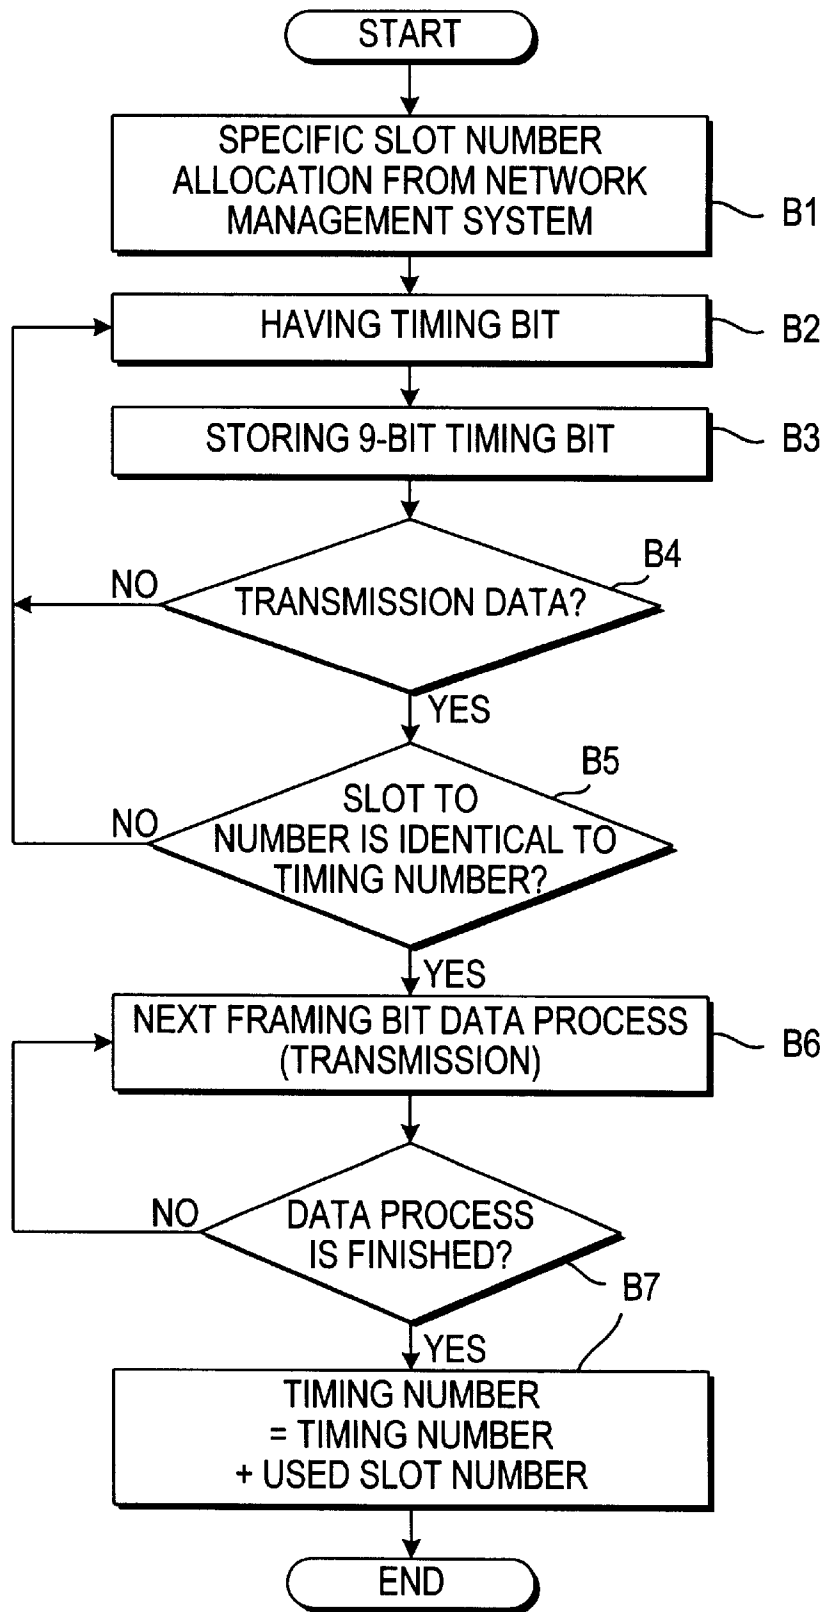 START
SPECIFIC SLOT NUMBER
ALLOCATION FROM NETWORK
MANAGEMENT SYSTEM
B1
HAVING TIMING BIT
B2
STORING 9-BIT TIMING BIT
B3
B4
NO
TRANSMISSION DATA?
YES
B5
SLOT TO
NO
NUMBER IS IDENTICAL TO
TIMING NUMBER?
YES
NEXT FRAMING BIT DATA PROCESS
(TRANSMISSION)
B6
NO
DATA PROCESS
IS FINISHED?
B7
YES
TIMING NUMBER
= TIMING NUMBER
+ USED SLOT NUMBER
END